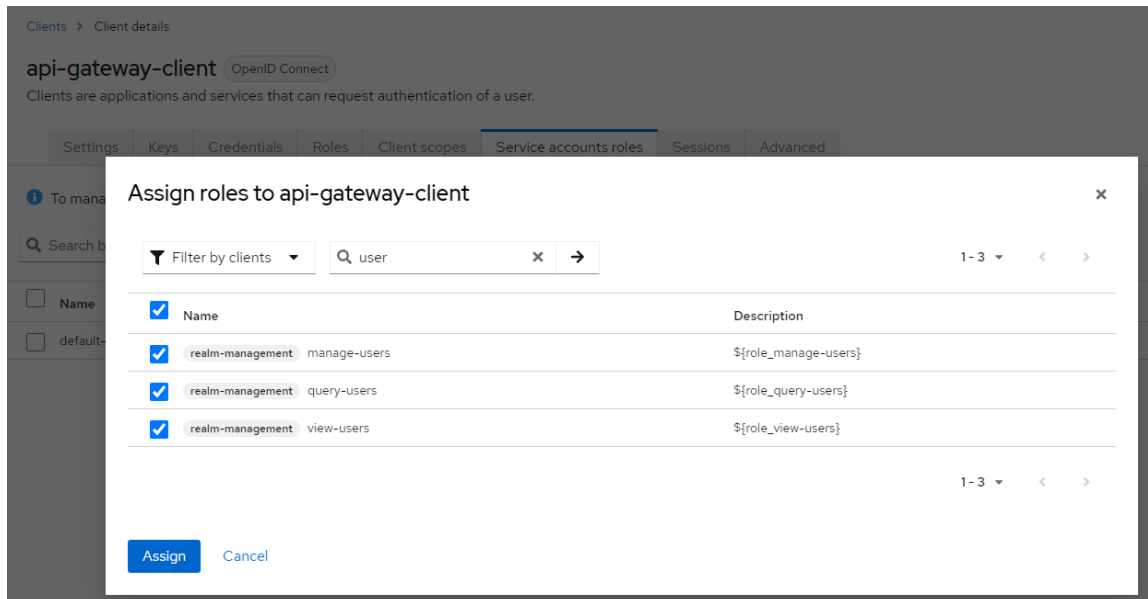 Clients > Client details
api-gateway-client OpenID Connect
Clients are applications and services that can request authentication of a user.
Settings Keys Credentials Roles Client scopes Service accounts roles Sessions Advanced
To mana
Search b
Name
default-
Assign roles to api-gateway-client
Filter by clients user 1 - 3
Name Description
realm-management manage-users ${role_manage-users}
realm-management query-users ${role_query-users}
realm-management view-users ${role_view-users}
1 - 3
Assign Cancel